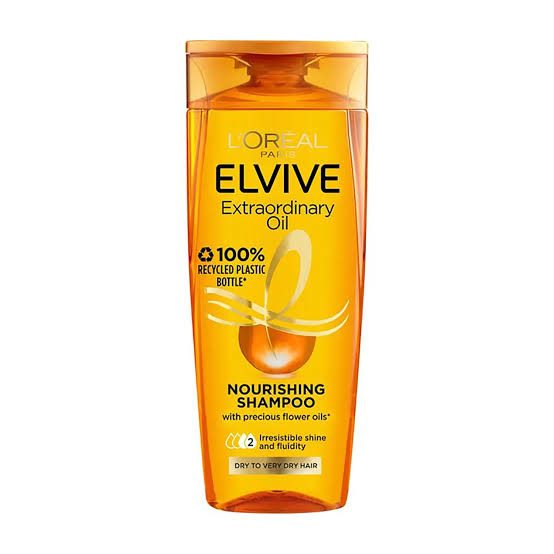 L'ORÉAL
PARIS
ELVIVE
Extraordinary
Oil
100%
RECYCLED PLASTIC
BOTTLE*
NOURISHING
SHAMPOO
with precious flower oils*
2 Irresistible shine
and fluidity
DRY TO VERY DRY HAIR